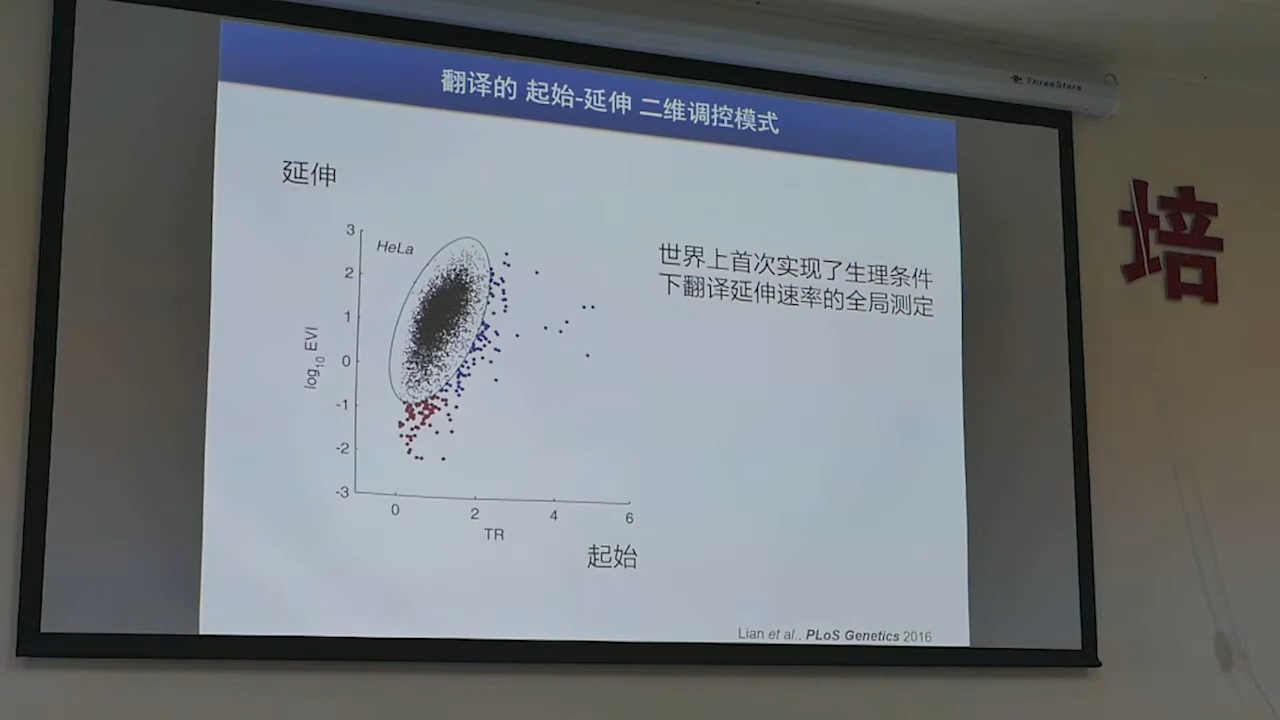 ThreeStars
翻译的 起始-延伸 二维调控模式
培
延伸
世界上首次实现了生理条件
下翻译延伸速率的全局测定
HeLa
3
2
1
0
-1
-2
-3
log10 EVI
0
2
4
6
TR
起始
Lian et al., PLoS Genetics 2016